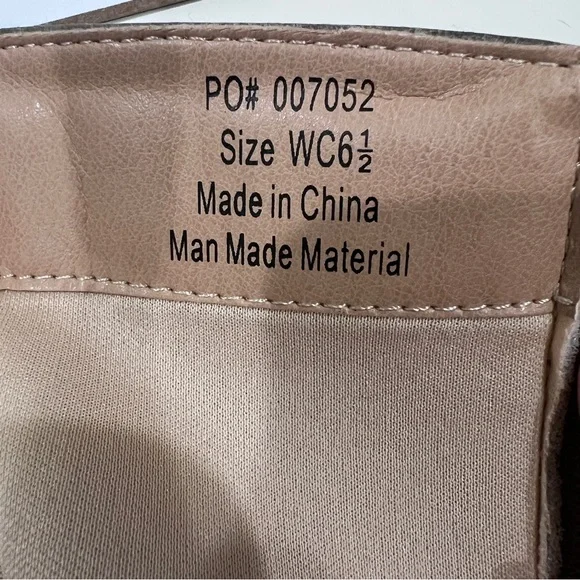 PO# 007052
Size WC6½
Made in China
Man Made Material